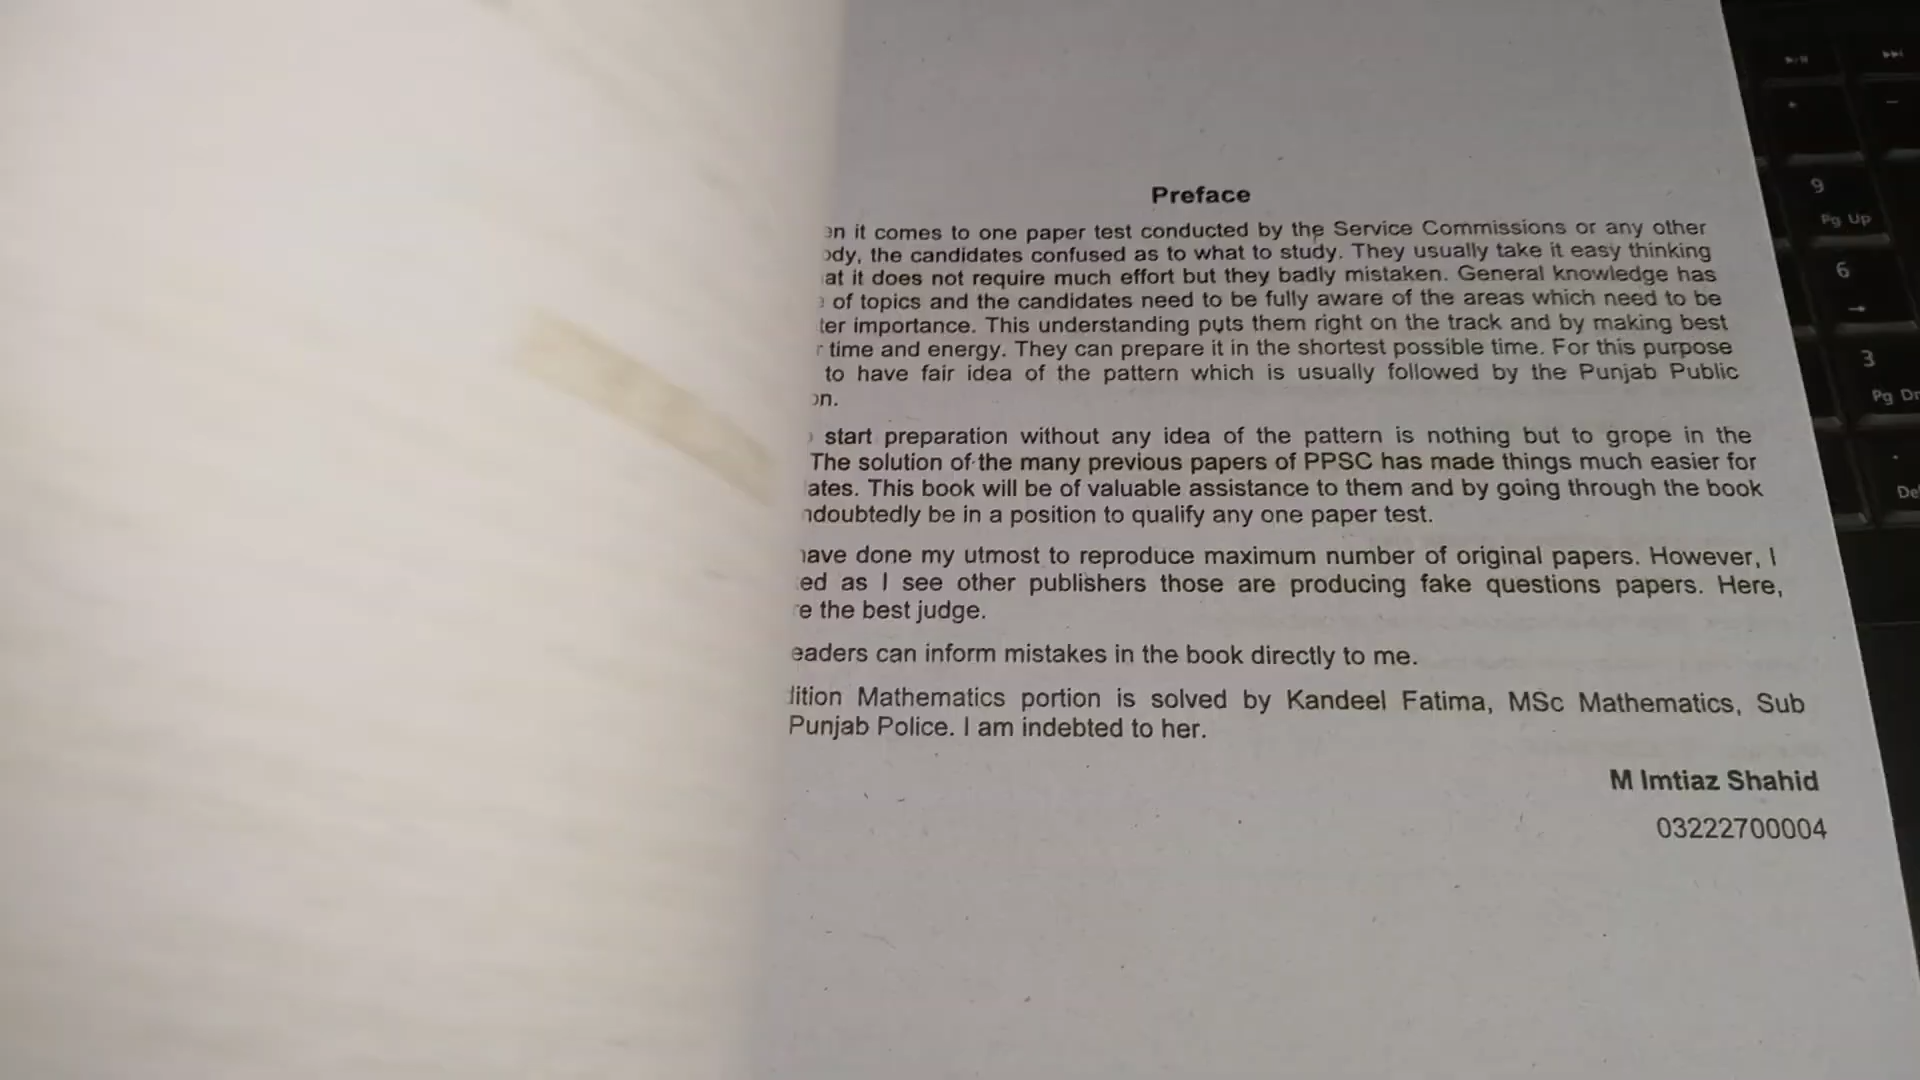 Preface
it comes to one paper test conducted by the Service Commissions or any other
the candidates confused as to what to study. They usually take it easy thinking
it does not require much effort but they badly mistaken. General knowledge has
of topics and the candidates need to be fully aware of the areas which need to be
importance. This understanding puts them right on the track and by making best
time and energy. They can prepare it in the shortest possible time. For this purpose
to have fair idea of the pattern which is usually followed by the Punjab Public
start preparation without any idea of the pattern is nothing but to grope in the
The solution of the many previous papers of PPSC has made things much easier for
This book will be of valuable assistance to them and by going through the book
be in a position to qualify any one paper test.
done my utmost to reproduce maximum number of original papers. However, I
as I see other publishers those are producing fake questions papers. Here,
the best judge.
can inform mistakes in the book directly to me.
Mathematics portion is solved by Kandeel Fatima, MSc Mathematics, Sub
Punjab Police. I am indebted to her.
M Imtiaz Shahid
03222700004
9
Pg Up
6
3